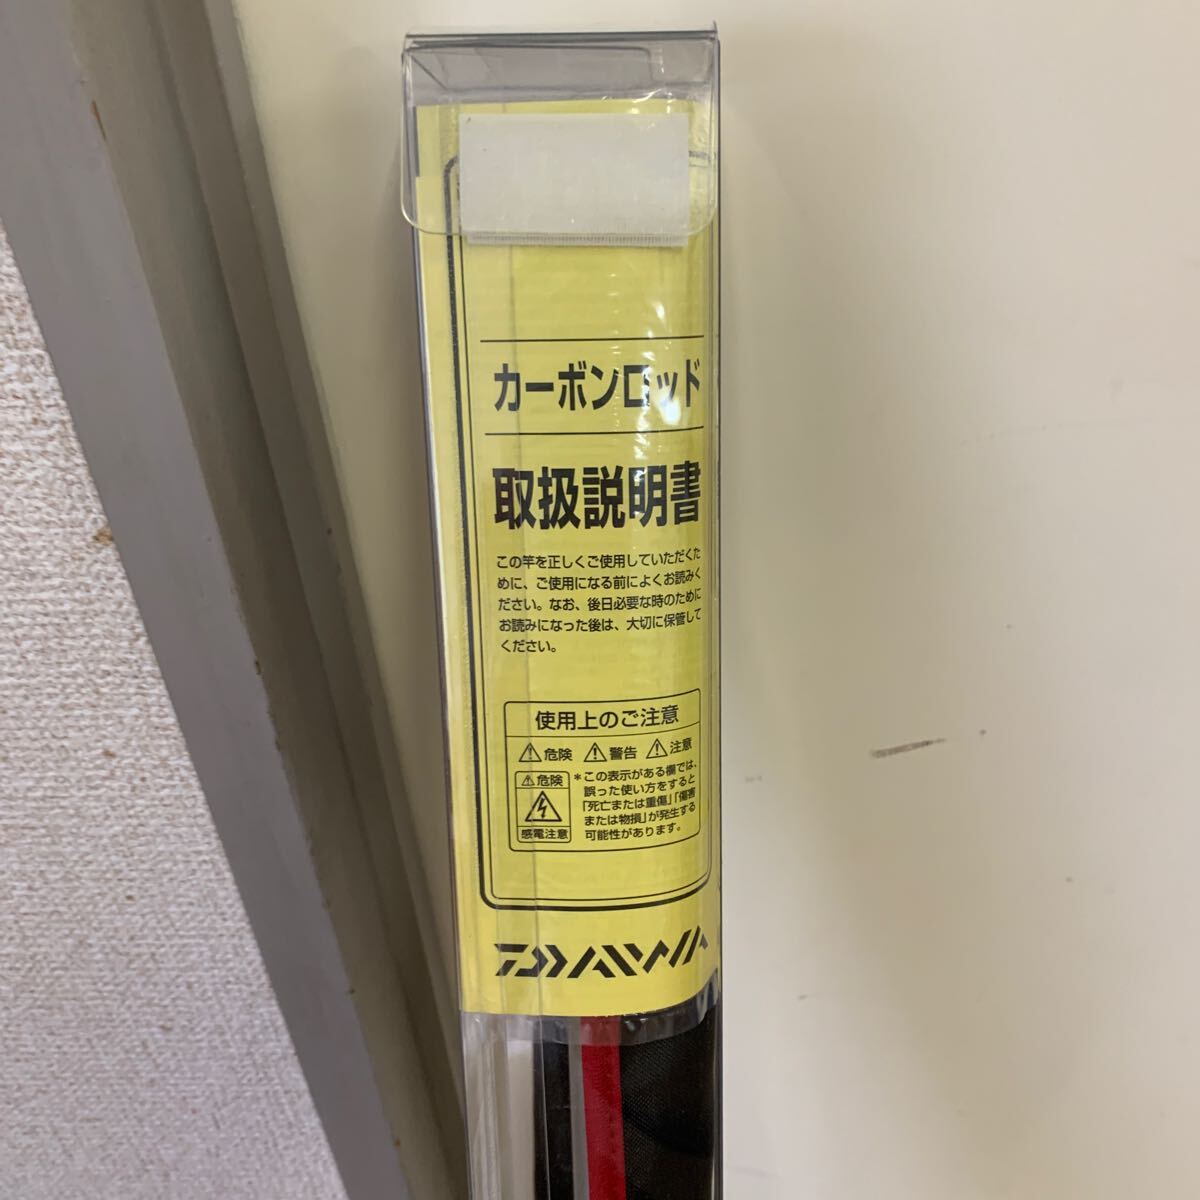 カーボンロッド
取扱説明書
この竿を正しくご使用していただくた
めに、ご使用になる前によくお読みく
ださい。なお、後日必要な時のために
お読みになった後は、大切に保管して
ください。
使用上のご注意
⚠危険 ⚠警告 ⚠注意
⚠危険
感電注意
＊この表示がある欄では、
誤った使い方をすると
「死亡または重傷」「傷害
または物損」が発生する
可能性があります。
DAIWA